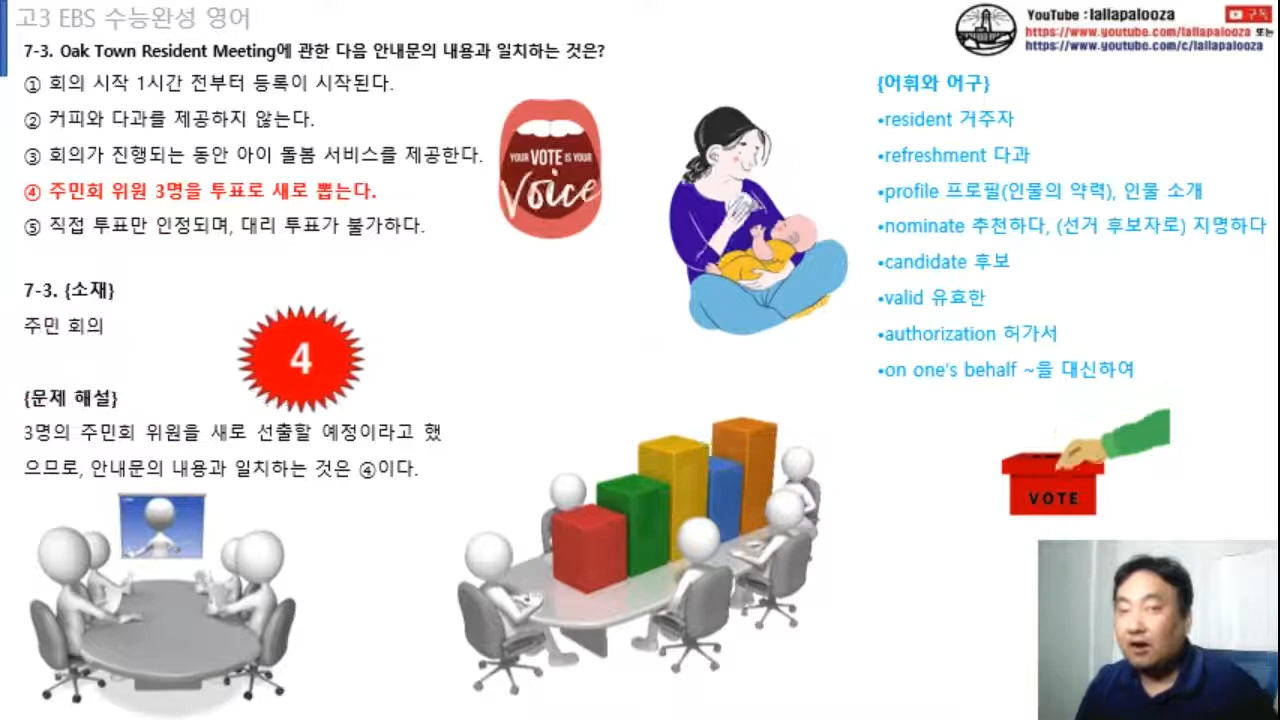 고3 EBS 수능완성 영어
YouTube : lallapalooza
구독
https://www.youtube.com/lallapalooza 또는
https://www.youtube.com/c/lallapalooza
7-3. Oak Town Resident Meeting에 관한 다음 안내문의 내용과 일치하는 것은?
① 회의 시작 1시간 전부터 등록이 시작된다.
② 커피와 다과를 제공하지 않는다.
③ 회의가 진행되는 동안 아이 돌봄 서비스를 제공한다.
④ 주민회 위원 3명을 투표로 새로 뽑는다.
⑤ 직접 투표만 인정되며, 대리 투표가 불가하다.
YOUR VOTE IS YOUR
Voice
{어휘와 어구}
•resident 거주자
•refreshment 다과
•profile 프로필(인물의 약력), 인물 소개
•nominate 추천하다, (선거 후보자로) 지명하다
•candidate 후보
•valid 유효한
•authorization 허가서
•on one's behalf ~을 대신하여
7-3. {소재}
주민 회의
4
{문제 해설}
3명의 주민회 위원을 새로 선출할 예정이라고 했
으므로, 안내문의 내용과 일치하는 것은 ④이다.
VOTE